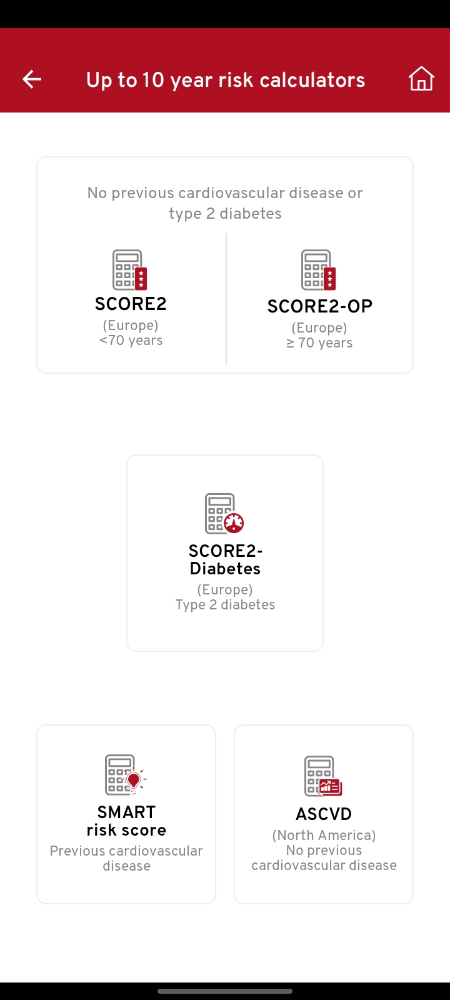 Up to 10 year risk calculators
No previous cardiovascular disease or
type 2 diabetes
SCORE2
(Europe)
<70 years
SCORE2-OP
(Europe)
≥ 70 years
SCORE2-
Diabetes
(Europe)
Type 2 diabetes
SMART
risk score
Previous cardiovascular
disease
ASCVD
(North America)
No previous
cardiovascular disease